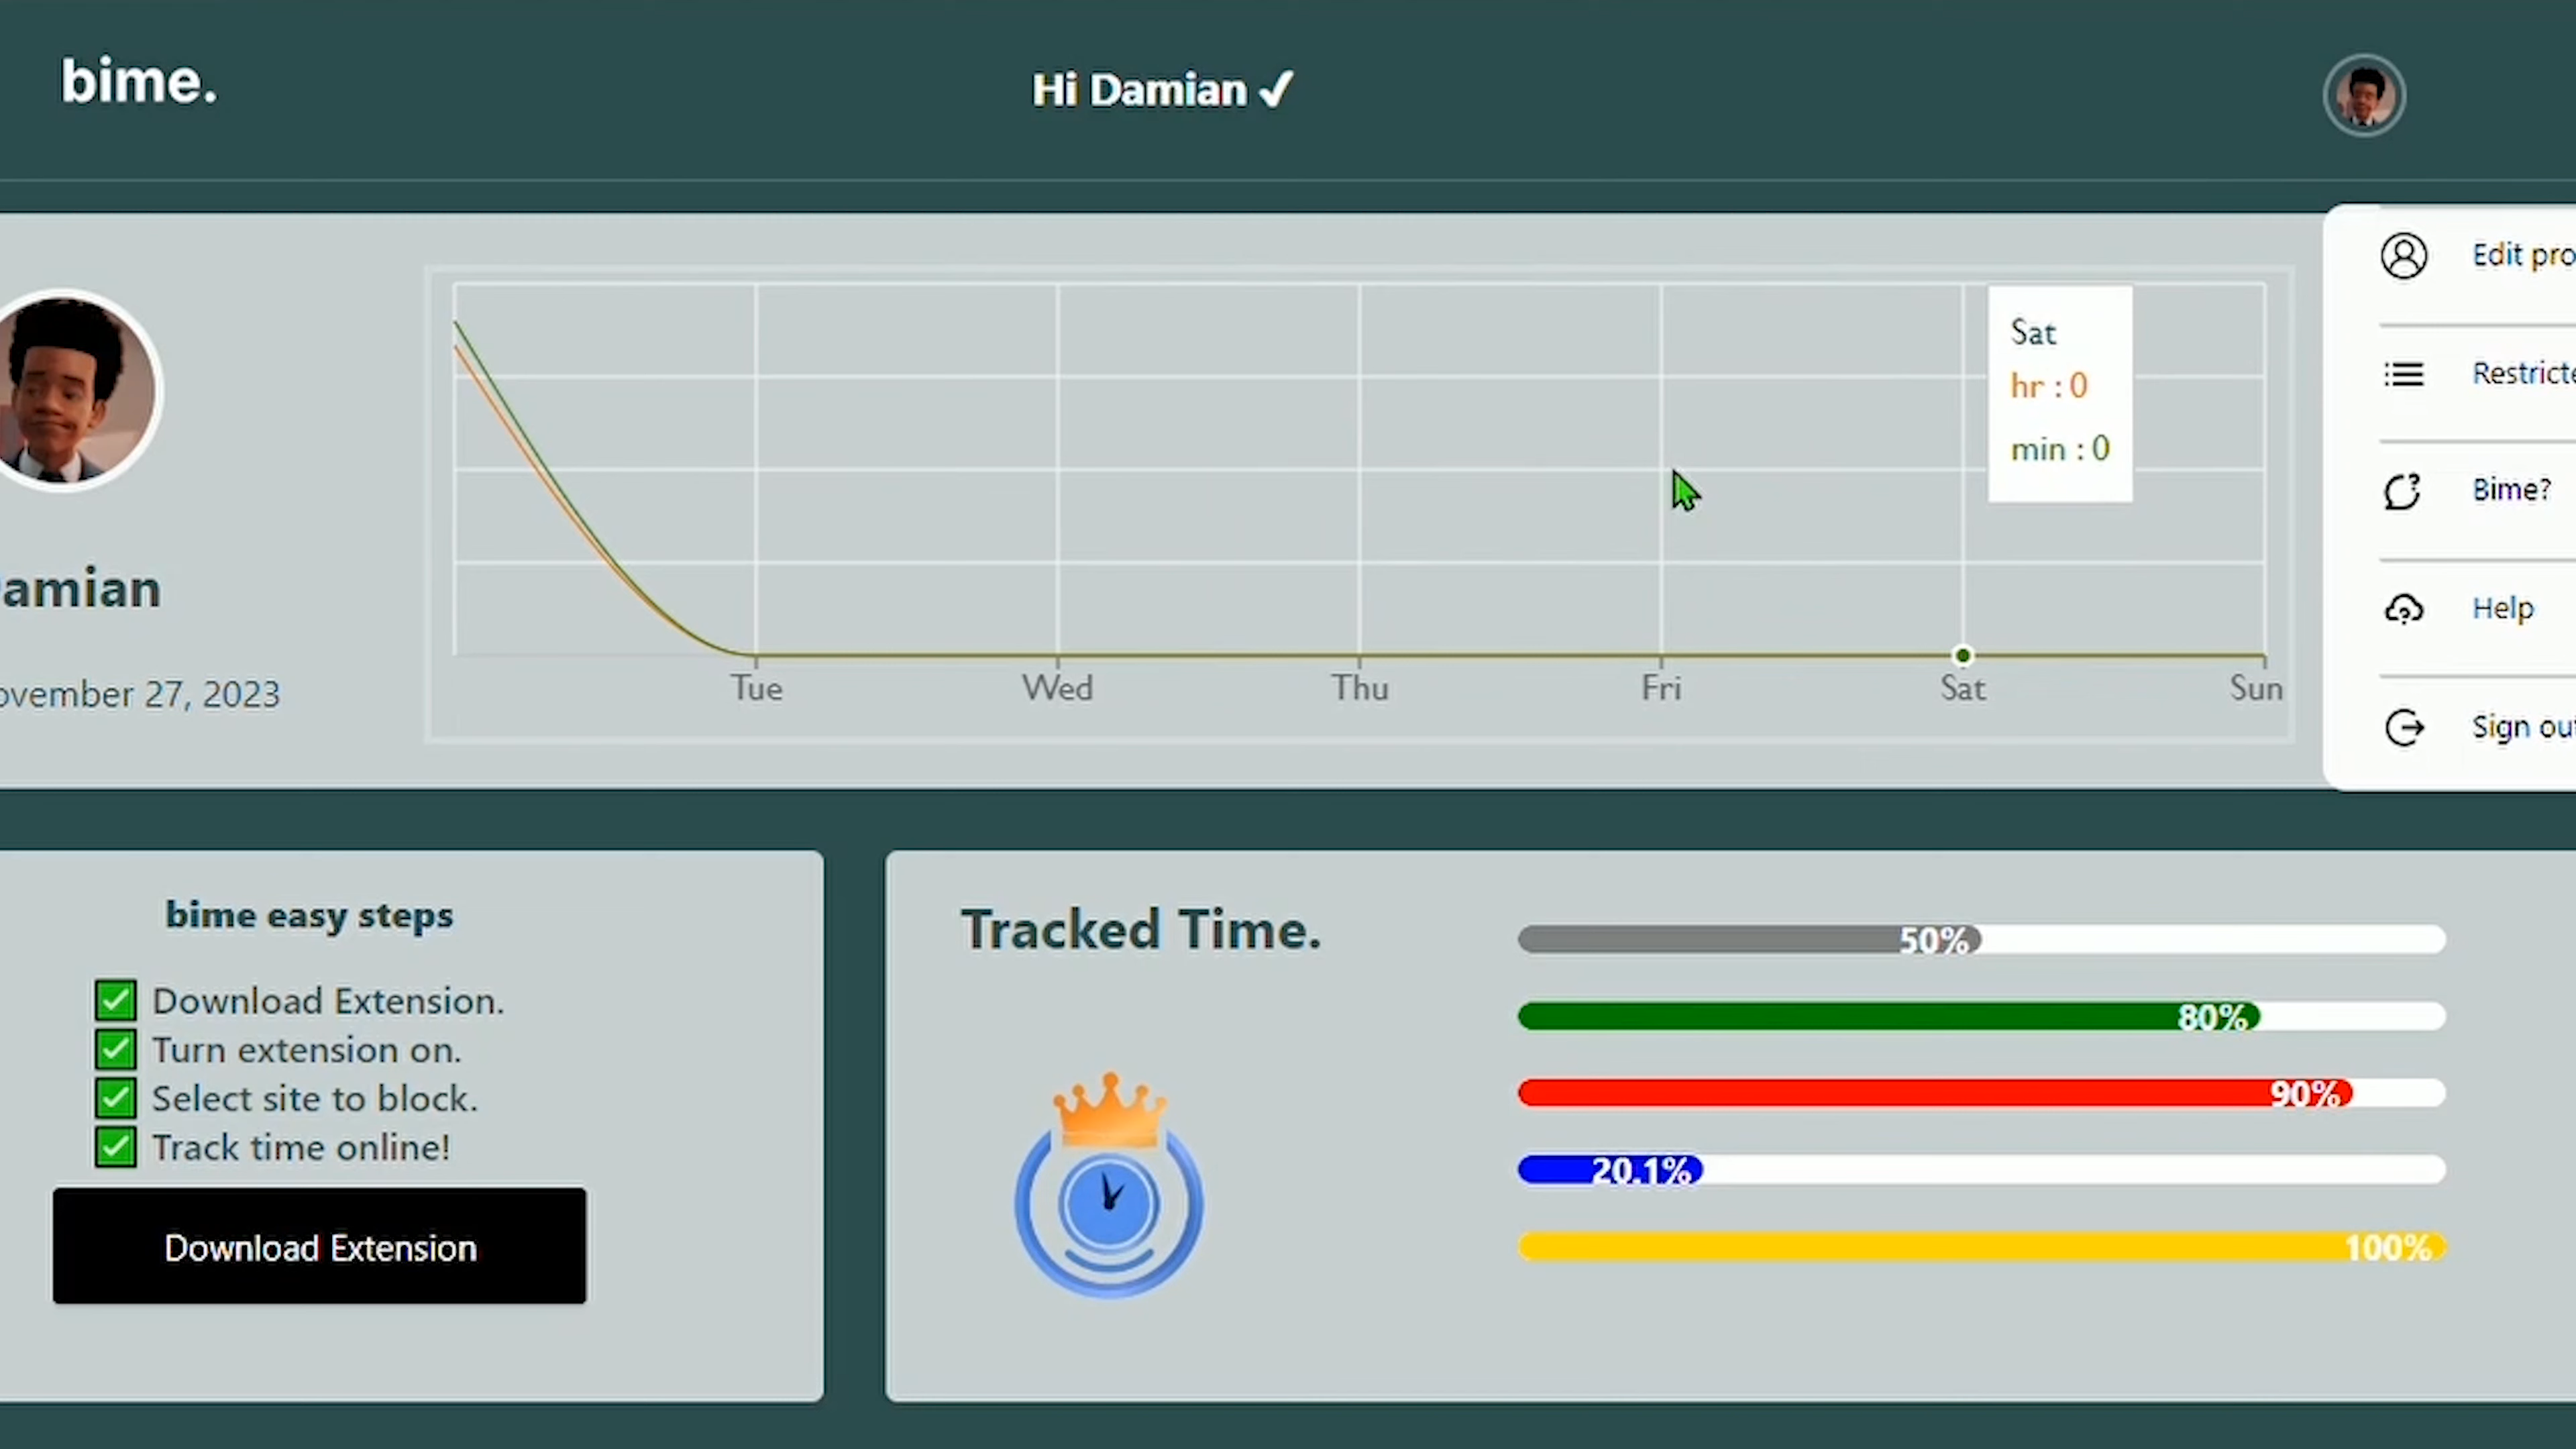 bime.
Hi Damian ✓
Edit pro
Restricte
Bime?
Help
Sign out
Sat
hr : 0
min : 0
amian
ovember 27, 2023
Tue
Wed
Thu
Fri
Sat
Sun
bime easy steps
✅ Download Extension.
✅ Turn extension on.
✅ Select site to block.
✅ Track time online!
Download Extension
Tracked Time.
50%
80%
90%
20.1%
100%